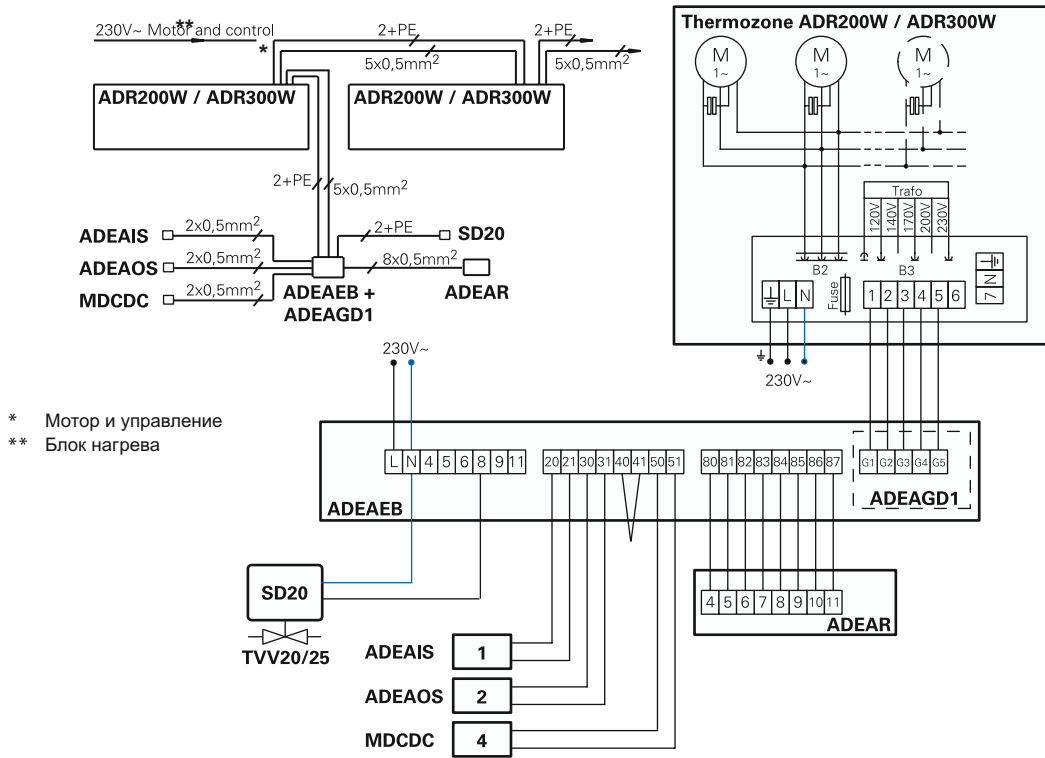 230V~ Motor and control
**
*
2+PE
5x0,5mm²
2+PE
5x0,5mm²
ADR200W / ADR300W
ADR200W / ADR300W
2+PE
5x0,5mm²
ADEAIS
2x0,5mm²
2+PE
SD20
ADEAOS
2x0,5mm²
8x0,5mm²
ADEAR
MDCDC
2x0,5mm²
ADEAEB +
ADEAGD1
Thermozone ADR200W / ADR300W
M
1~
M
1~
M
1~
Trafo
120V
140V
170V
200V
230V
B2
B3
L
N
Fuse
1
2
3
4
5
6
7
N
230V~
230V~
* Мотор и управление
** Блок нагрева
L N 4 5 6 8 9 11
20 21 30 31 40 41 50 51
80 81 82 83 84 85 86 87
G1 G2 G3 G4 G5
ADEAGD1
ADEAEB
SD20
TVV20/25
4 5 6 7 8 9 10 11
ADEAR
ADEAIS 1
ADEAOS 2
MDCDC 4